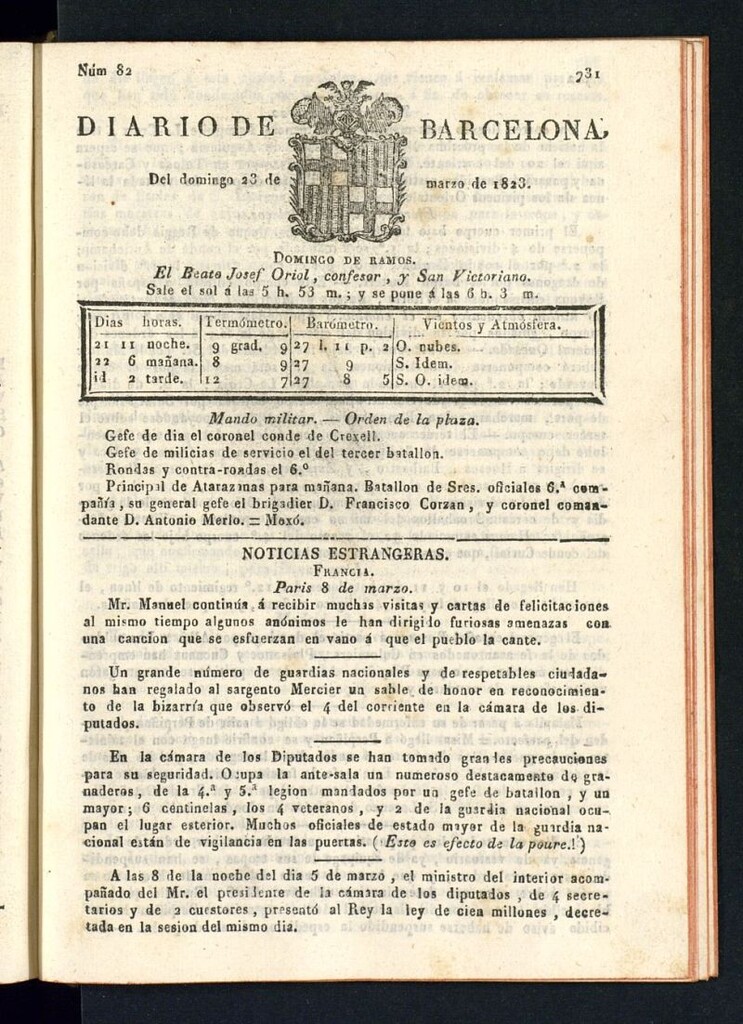 Núm 82
731
DIARIO DE BARCELONA,
Del domingo 23 de marzo de 1823.
DOMINGO DE RAMOS.
El Beato Josef Oriol, confesor, y San Victoriano.
Sale el sol á las 5 h. 53 m.; y se pone á las 6 h. 3 m.
Dias horas. Termómetro. Barómetro. Vientos y Atmósfera.
21 11 noche. 9 grad. 9 27 l. 11 p. 2 O. nubes.
22 6 mañana. 8 9 27 9 S. Idem.
id 2 tarde. 12 7 27 8 5 S. O. idem.
Mando militar. — Orden de la plaza.
Gefe de dia el coronel conde de Crexell.
Gefe de milicias de servicio el del tercer batallon.
Rondas y contra-rondas el 6.º
Principal de Atarazanas para mañana. Batallon de Sres. oficiales 6.ª com-
pañía, su general gefe el brigadier D. Francisco Corzan, y coronel coman-
dante D. Antonio Merlo. = Moxó.
NOTICIAS ESTRANGERAS.
FRANCIA.
Paris 8 de marzo.
Mr. Manuel continúa á recibir muchas visitas y cartas de felicitaciones
al mismo tiempo algunos anónimos le han dirigido furiosas amenazas con
una cancion que se esfuerzan en vano á que el pueblo la cante.
Un grande número de guardias nacionales y de respetables ciudada-
nos han regalado al sargento Mercier un sable de honor en reconocimien-
to de la bizarría que observó el 4 del corriente en la cámara de los di-
putados.
En la cámara de los Diputados se han tomado grandes precauciones
para su seguridad. Ocupa la ante-sala un numeroso destacamento de gra-
naderos, de la 4.ª y 5.ª legion mandados por un gefe de batallon, y un
mayor; 6 centinelas, los 4 veteranos, y 2 de la guardia nacional ocu-
pan el lugar esterior. Muchos oficiales de estado mayor de la guardia na-
cional están de vigilancia en las puertas. (Esto es efecto de la poure.!)
A las 8 de la noche del dia 5 de marzo, el ministro del interior acom-
pañado del Mr. el presidente de la cámara de los diputados, de 4 secre-
tarios y de 2 cuestores, presentó al Rey la ley de cien millones, decre-
tada en la sesion del mismo dia.